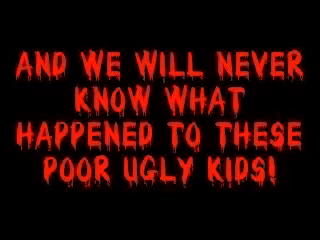 AND WE WILL NEVER
KNOW WHAT
HAPPENED TO THESE
POOR UGLY KIDS!